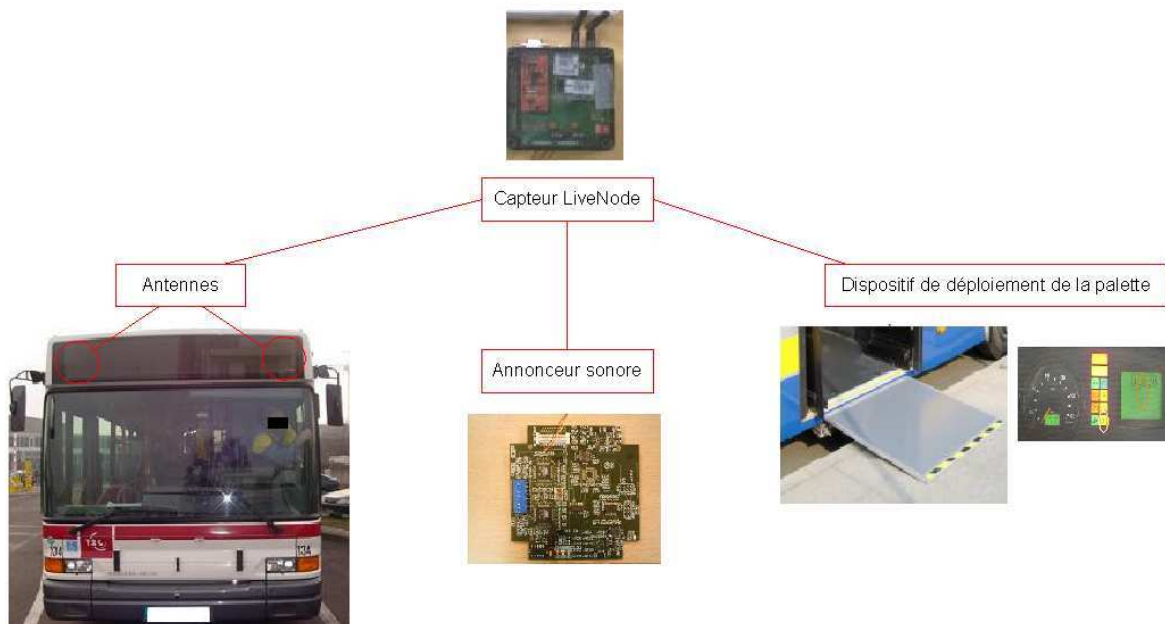 Capteur LiveNode
Antennes
Dispositif de déploiement de la palette
Annonceur sonore